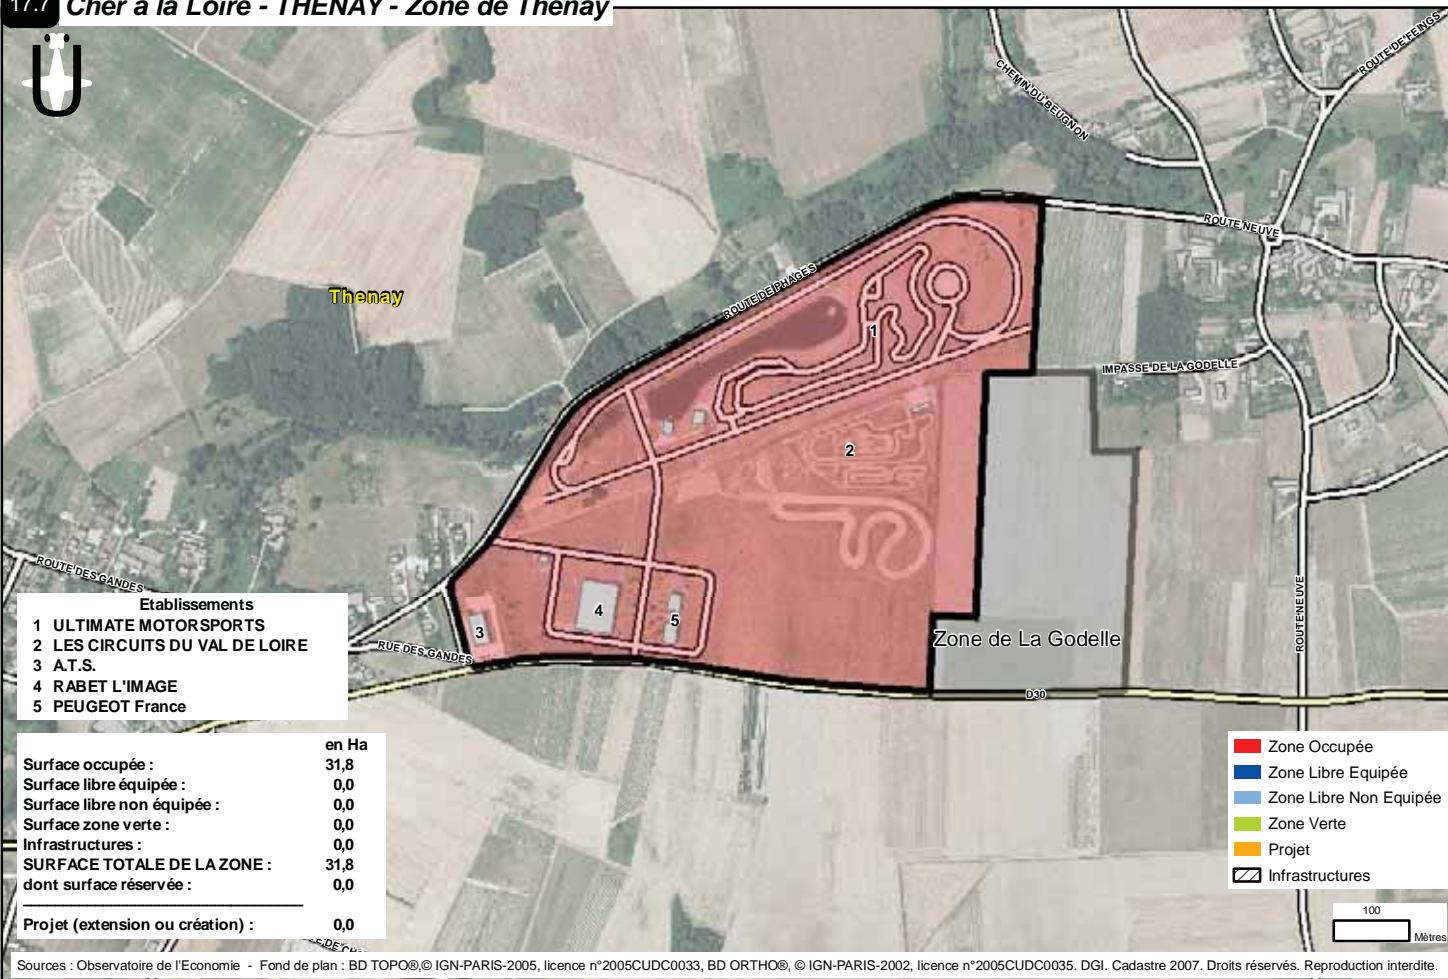 17.7 Cher à la Loire - THENAY - Zone de Thenay
CHEMIN DU BEUGNON
ROUTE DE FEINGS
ROUTE NEUVE
ROUTE DE PHAGES
Thenay
1
IMPASSE DE LA GODELLE
2
ROUTE DES GANDES
RUE DES GANDES
3
4
5
Zone de La Godelle
ROUTE NEUVE
D30
Etablissements
1 ULTIMATE MOTORSPORTS
2 LES CIRCUITS DU VAL DE LOIRE
3 A.T.S.
4 RABET L'IMAGE
5 PEUGEOT France
en Ha
Surface occupée : 31,8
Surface libre équipée : 0,0
Surface libre non équipée : 0,0
Surface zone verte : 0,0
Infrastructures : 0,0
SURFACE TOTALE DE LA ZONE : 31,8
dont surface réservée : 0,0
Projet (extension ou création) : 0,0
Zone Occupée
Zone Libre Equipée
Zone Libre Non Equipée
Zone Verte
Projet
Infrastructures
100
Mètres
Sources : Observatoire de l'Economie - Fond de plan : BD TOPO®,© IGN-PARIS-2005, licence n°2005CUDC0033, BD ORTHO®, © IGN-PARIS-2002, licence n°2005CUDC0035. DGI. Cadastre 2007. Droits réservés. Reproduction interdite.